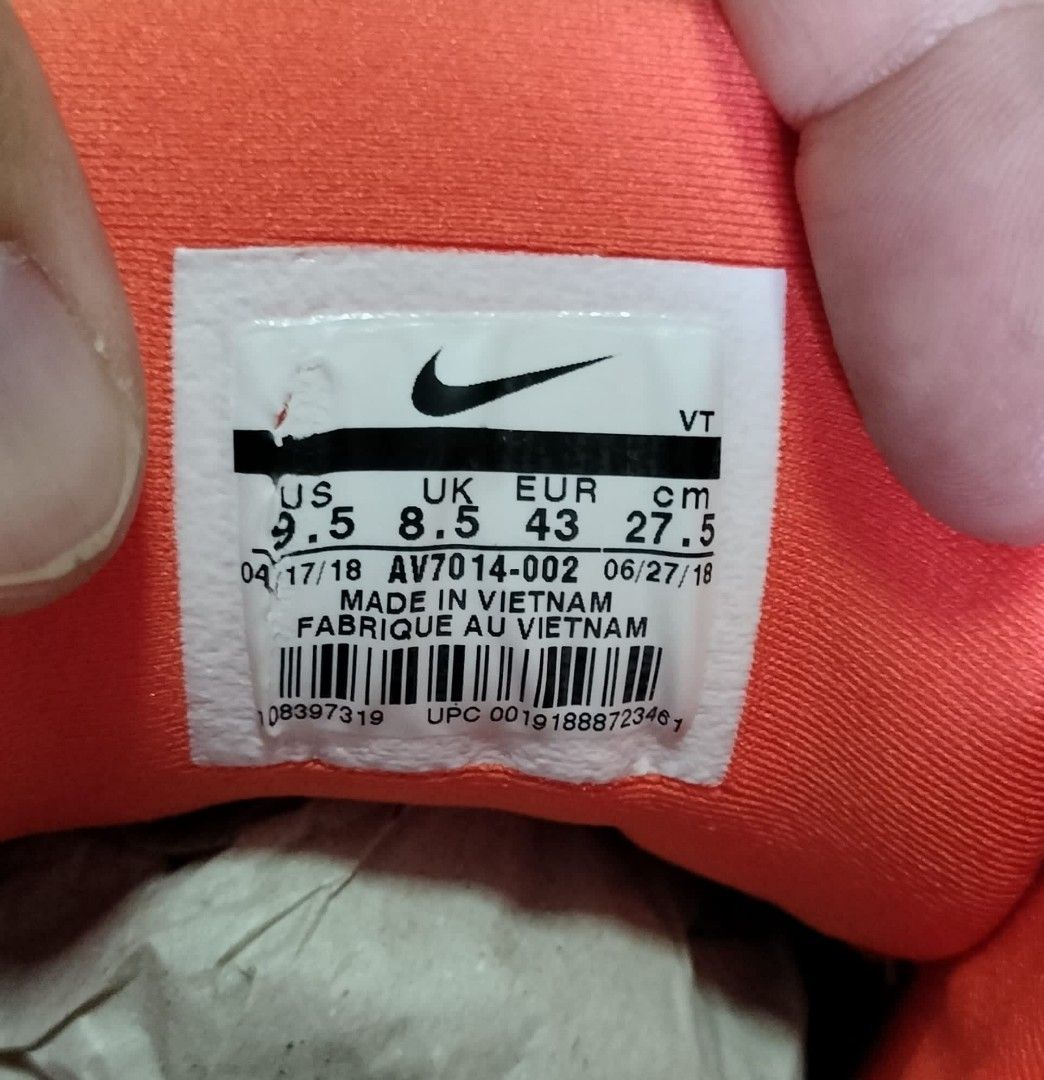 VT
US UK EUR cm
9.5 8.5 43 27.5
04/17/18 AV7014-002 06/27/18
MADE IN VIETNAM
FABRIQUE AU VIETNAM
108397319 UPC 00191888723461